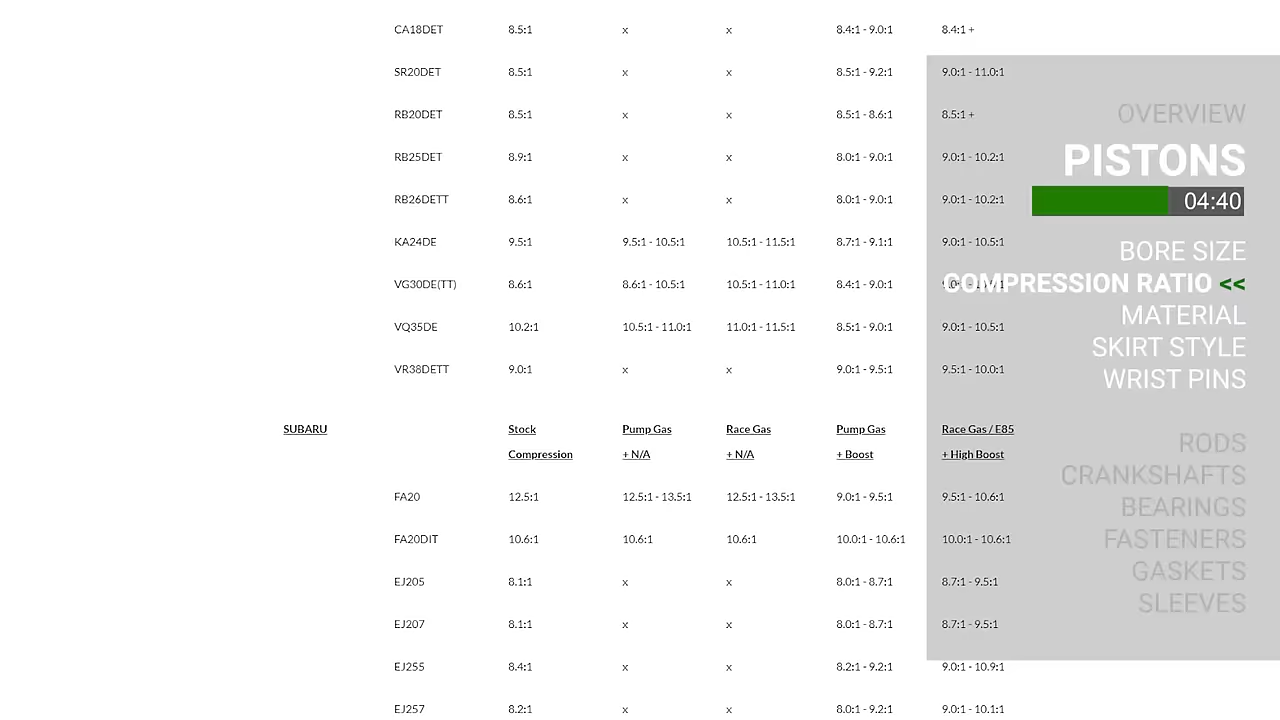 CA18DET 8.5:1 x x 8.4:1 - 9.0:1 8.4:1 +
SR20DET 8.5:1 x x 8.5:1 - 9.2:1 9.0:1 - 11.0:1
RB20DET 8.5:1 x x 8.5:1 - 8.6:1 8.5:1 +
RB25DET 8.9:1 x x 8.0:1 - 9.0:1 9.0:1 - 10.2:1
RB26DETT 8.6:1 x x 8.0:1 - 9.0:1 9.0:1 - 10.2:1
KA24DE 9.5:1 9.5:1 - 10.5:1 10.5:1 - 11.5:1 8.7:1 - 9.1:1 9.0:1 - 10.5:1
VG30DE(TT) 8.6:1 8.6:1 - 10.5:1 10.5:1 - 11.0:1 8.4:1 - 9.0:1
VQ35DE 10.2:1 10.5:1 - 11.0:1 11.0:1 - 11.5:1 8.5:1 - 9.0:1 9.0:1 - 10.5:1
VR38DETT 9.0:1 x x 9.0:1 - 9.5:1 9.5:1 - 10.0:1
SUBARU Stock Pump Gas Race Gas Pump Gas Race Gas / E85
Compression + N/A + N/A + Boost + High Boost
FA20 12.5:1 12.5:1 - 13.5:1 12.5:1 - 13.5:1 9.0:1 - 9.5:1 9.5:1 - 10.6:1
FA20DIT 10.6:1 10.6:1 10.6:1 10.0:1 - 10.6:1 10.0:1 - 10.6:1
EJ205 8.1:1 x x 8.0:1 - 8.7:1 8.7:1 - 9.5:1
EJ207 8.1:1 x x 8.0:1 - 8.7:1 8.7:1 - 9.5:1
EJ255 8.4:1 x x 8.2:1 - 9.2:1 9.0:1 - 10.9:1
EJ257 8.2:1 x x 8.0:1 - 9.2:1 9.0:1 - 10.1:1
OVERVIEW
PISTONS
04:40
BORE SIZE
COMPRESSION RATIO <<
MATERIAL
SKIRT STYLE
WRIST PINS
RODS
CRANKSHAFTS
BEARINGS
FASTENERS
GASKETS
SLEEVES